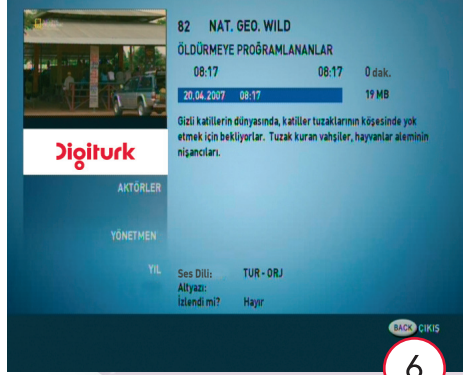 82 NAT. GEO. WILD
ÖLDÜRMEYE PROĞRAMLANANLAR
08:17 08:17 0 dak.
20.04.2007 08:17 19 MB
Gizli katillerin dünyasında, katiller tuzaklarının köşesinde yok
etmek için bekliyorlar. Tuzak kuran vahşiler, hayvanlar aleminin
nişancıları.
Digiturk
AKTÖRLER
YÖNETMEN
YIL
Ses Dili: TUR - ORJ
Altyazı:
İzlendi mi? Hayır
BACK ÇIKIŞ
6